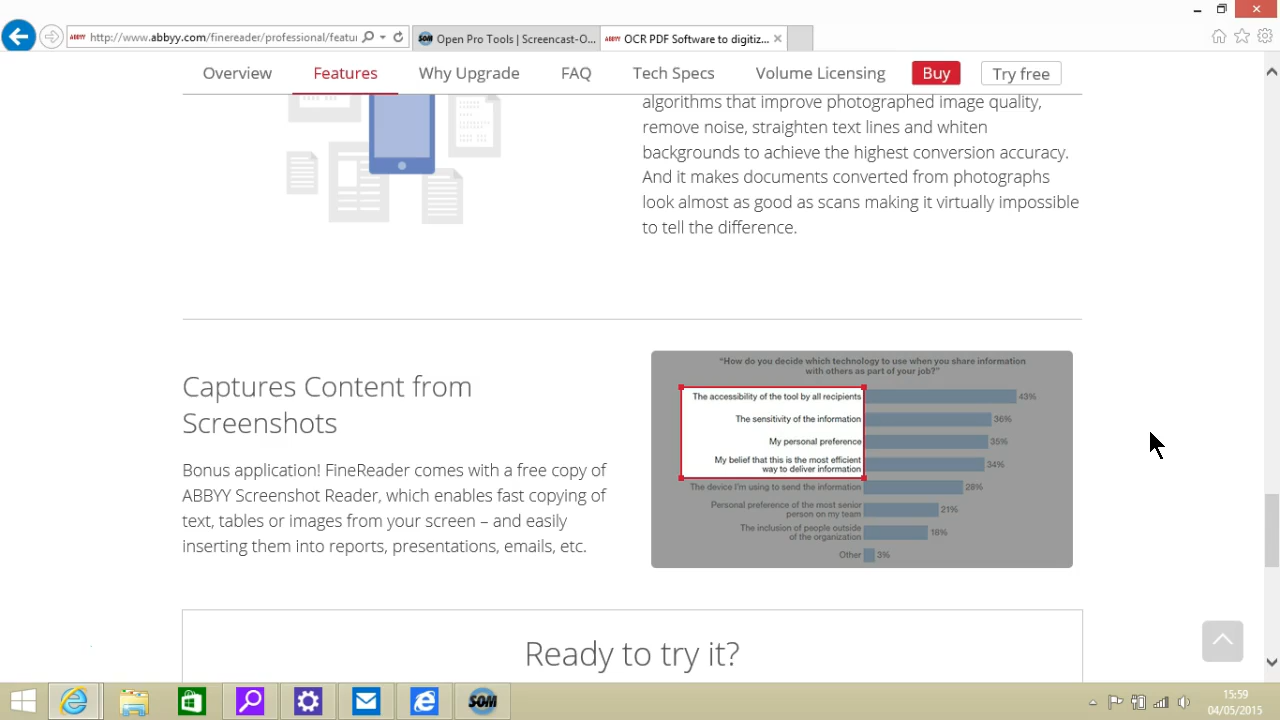 http://www.abbyy.com/finereader/professional/featu
Open Pro Tools | Screencast-O...
ABBYY OCR PDF Software to digitiz...
Overview
Features
Why Upgrade
FAQ
Tech Specs
Volume Licensing
Buy
Try free
algorithms that improve photographed image quality,
remove noise, straighten text lines and whiten
backgrounds to achieve the highest conversion accuracy.
And it makes documents converted from photographs
look almost as good as scans making it virtually impossible
to tell the difference.
Captures Content from
Screenshots
Bonus application! FineReader comes with a free copy of
ABBYY Screenshot Reader, which enables fast copying of
text, tables or images from your screen – and easily
inserting them into reports, presentations, emails, etc.
"How do you decide which technology to use when you share information
with others as part of your job?"
The accessibility of the tool by all recipients 43%
The sensitivity of the information 36%
My personal preference 35%
My belief that this is the most efficient
way to deliver information 34%
The device I'm using to send the information 28%
Personal preference of the most senior
person on my team 21%
The inclusion of people outside
of the organization 18%
Other 3%
Ready to try it?
SOM
15:59
04/05/2015